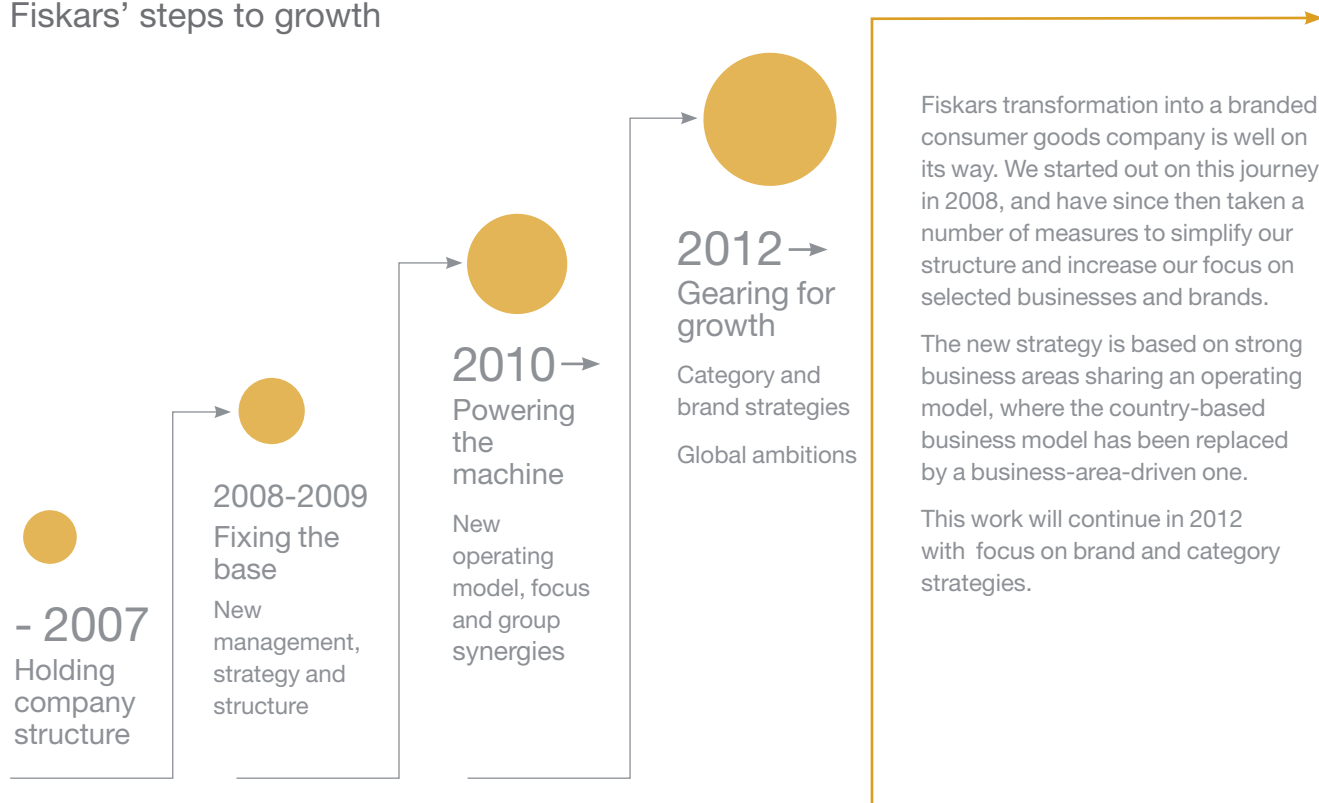 Fiskars’ steps to growth
- 2007
Holding
company
structure
2008-2009
Fixing the
base
New
management,
strategy and
structure
2010
Powering
the
machine
New
operating
model, focus
and group
synergies
2012
Gearing for
growth
Category and
brand strategies
Global ambitions
Fiskars transformation into a branded
consumer goods company is well on
its way. We started out on this journey
in 2008, and have since then taken a
number of measures to simplify our
structure and increase our focus on
selected businesses and brands.
The new strategy is based on strong
business areas sharing an operating
model, where the country-based
business model has been replaced
by a business-area-driven one.
This work will continue in 2012
with focus on brand and category
strategies.